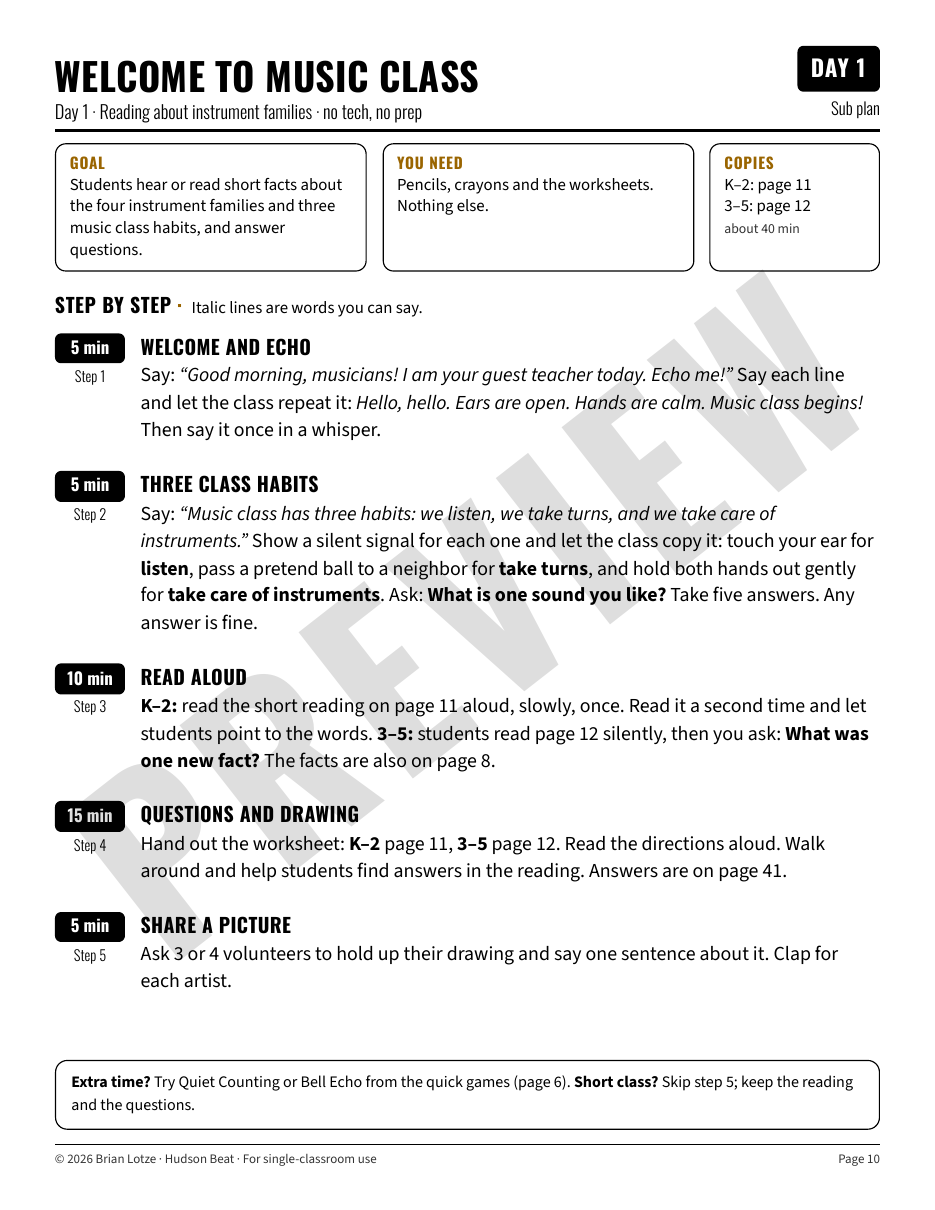 WELCOME TO MUSIC CLASS
DAY 1
Day 1 · Reading about instrument families · no tech, no prep
Sub plan
GOAL
Students hear or read short facts about
the four instrument families and three
music class habits, and answer
questions.
YOU NEED
Pencils, crayons and the worksheets.
Nothing else.
COPIES
K–2: page 11
3–5: page 12
about 40 min
STEP BY STEP · Italic lines are words you can say.
5 min
Step 1
WELCOME AND ECHO
Say: “Good morning, musicians! I am your guest teacher today. Echo me!” Say each line
and let the class repeat it: Hello, hello. Ears are open. Hands are calm. Music class begins!
Then say it once in a whisper.
5 min
Step 2
THREE CLASS HABITS
Say: “Music class has three habits: we listen, we take turns, and we take care of
instruments.” Show a silent signal for each one and let the class copy it: touch your ear for
listen, pass a pretend ball to a neighbor for take turns, and hold both hands out gently
for take care of instruments. Ask: What is one sound you like? Take five answers. Any
answer is fine.
10 min
Step 3
READ ALOUD
K–2: read the short reading on page 11 aloud, slowly, once. Read it a second time and let
students point to the words. 3–5: students read page 12 silently, then you ask: What was
one new fact? The facts are also on page 8.
15 min
Step 4
QUESTIONS AND DRAWING
Hand out the worksheet: K–2 page 11, 3–5 page 12. Read the directions aloud. Walk
around and help students find answers in the reading. Answers are on page 41.
5 min
Step 5
SHARE A PICTURE
Ask 3 or 4 volunteers to hold up their drawing and say one sentence about it. Clap for
each artist.
Extra time? Try Quiet Counting or Bell Echo from the quick games (page 6). Short class? Skip step 5; keep the reading
and the questions.
© 2026 Brian Lotze · Hudson Beat · For single-classroom use
Page 10
PREVIEW